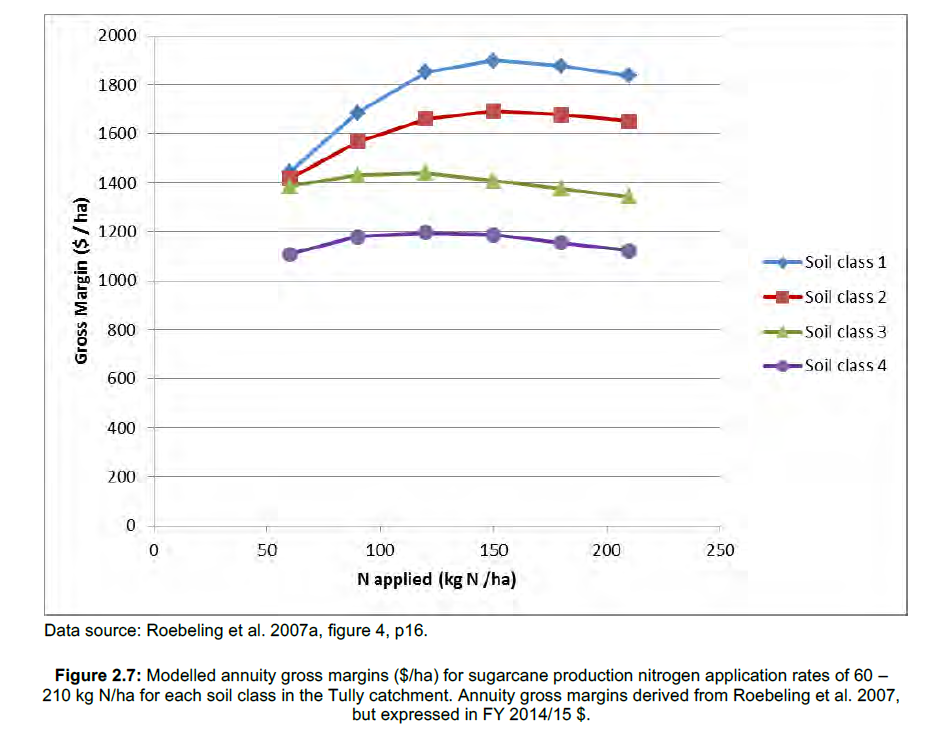 2000
1800
1600
1400
1200
1000
800
600
400
200
0
Gross Margin ($ / ha)
0 50 100 150 200 250
N applied (kg N /ha)
Soil class 1
Soil class 2
Soil class 3
Soil class 4
Data source: Roebeling et al. 2007a, figure 4, p16.
Figure 2.7: Modelled annuity gross margins ($/ha) for sugarcane production nitrogen application rates of 60 –
210 kg N/ha for each soil class in the Tully catchment. Annuity gross margins derived from Roebeling et al. 2007,
but expressed in FY 2014/15 $.